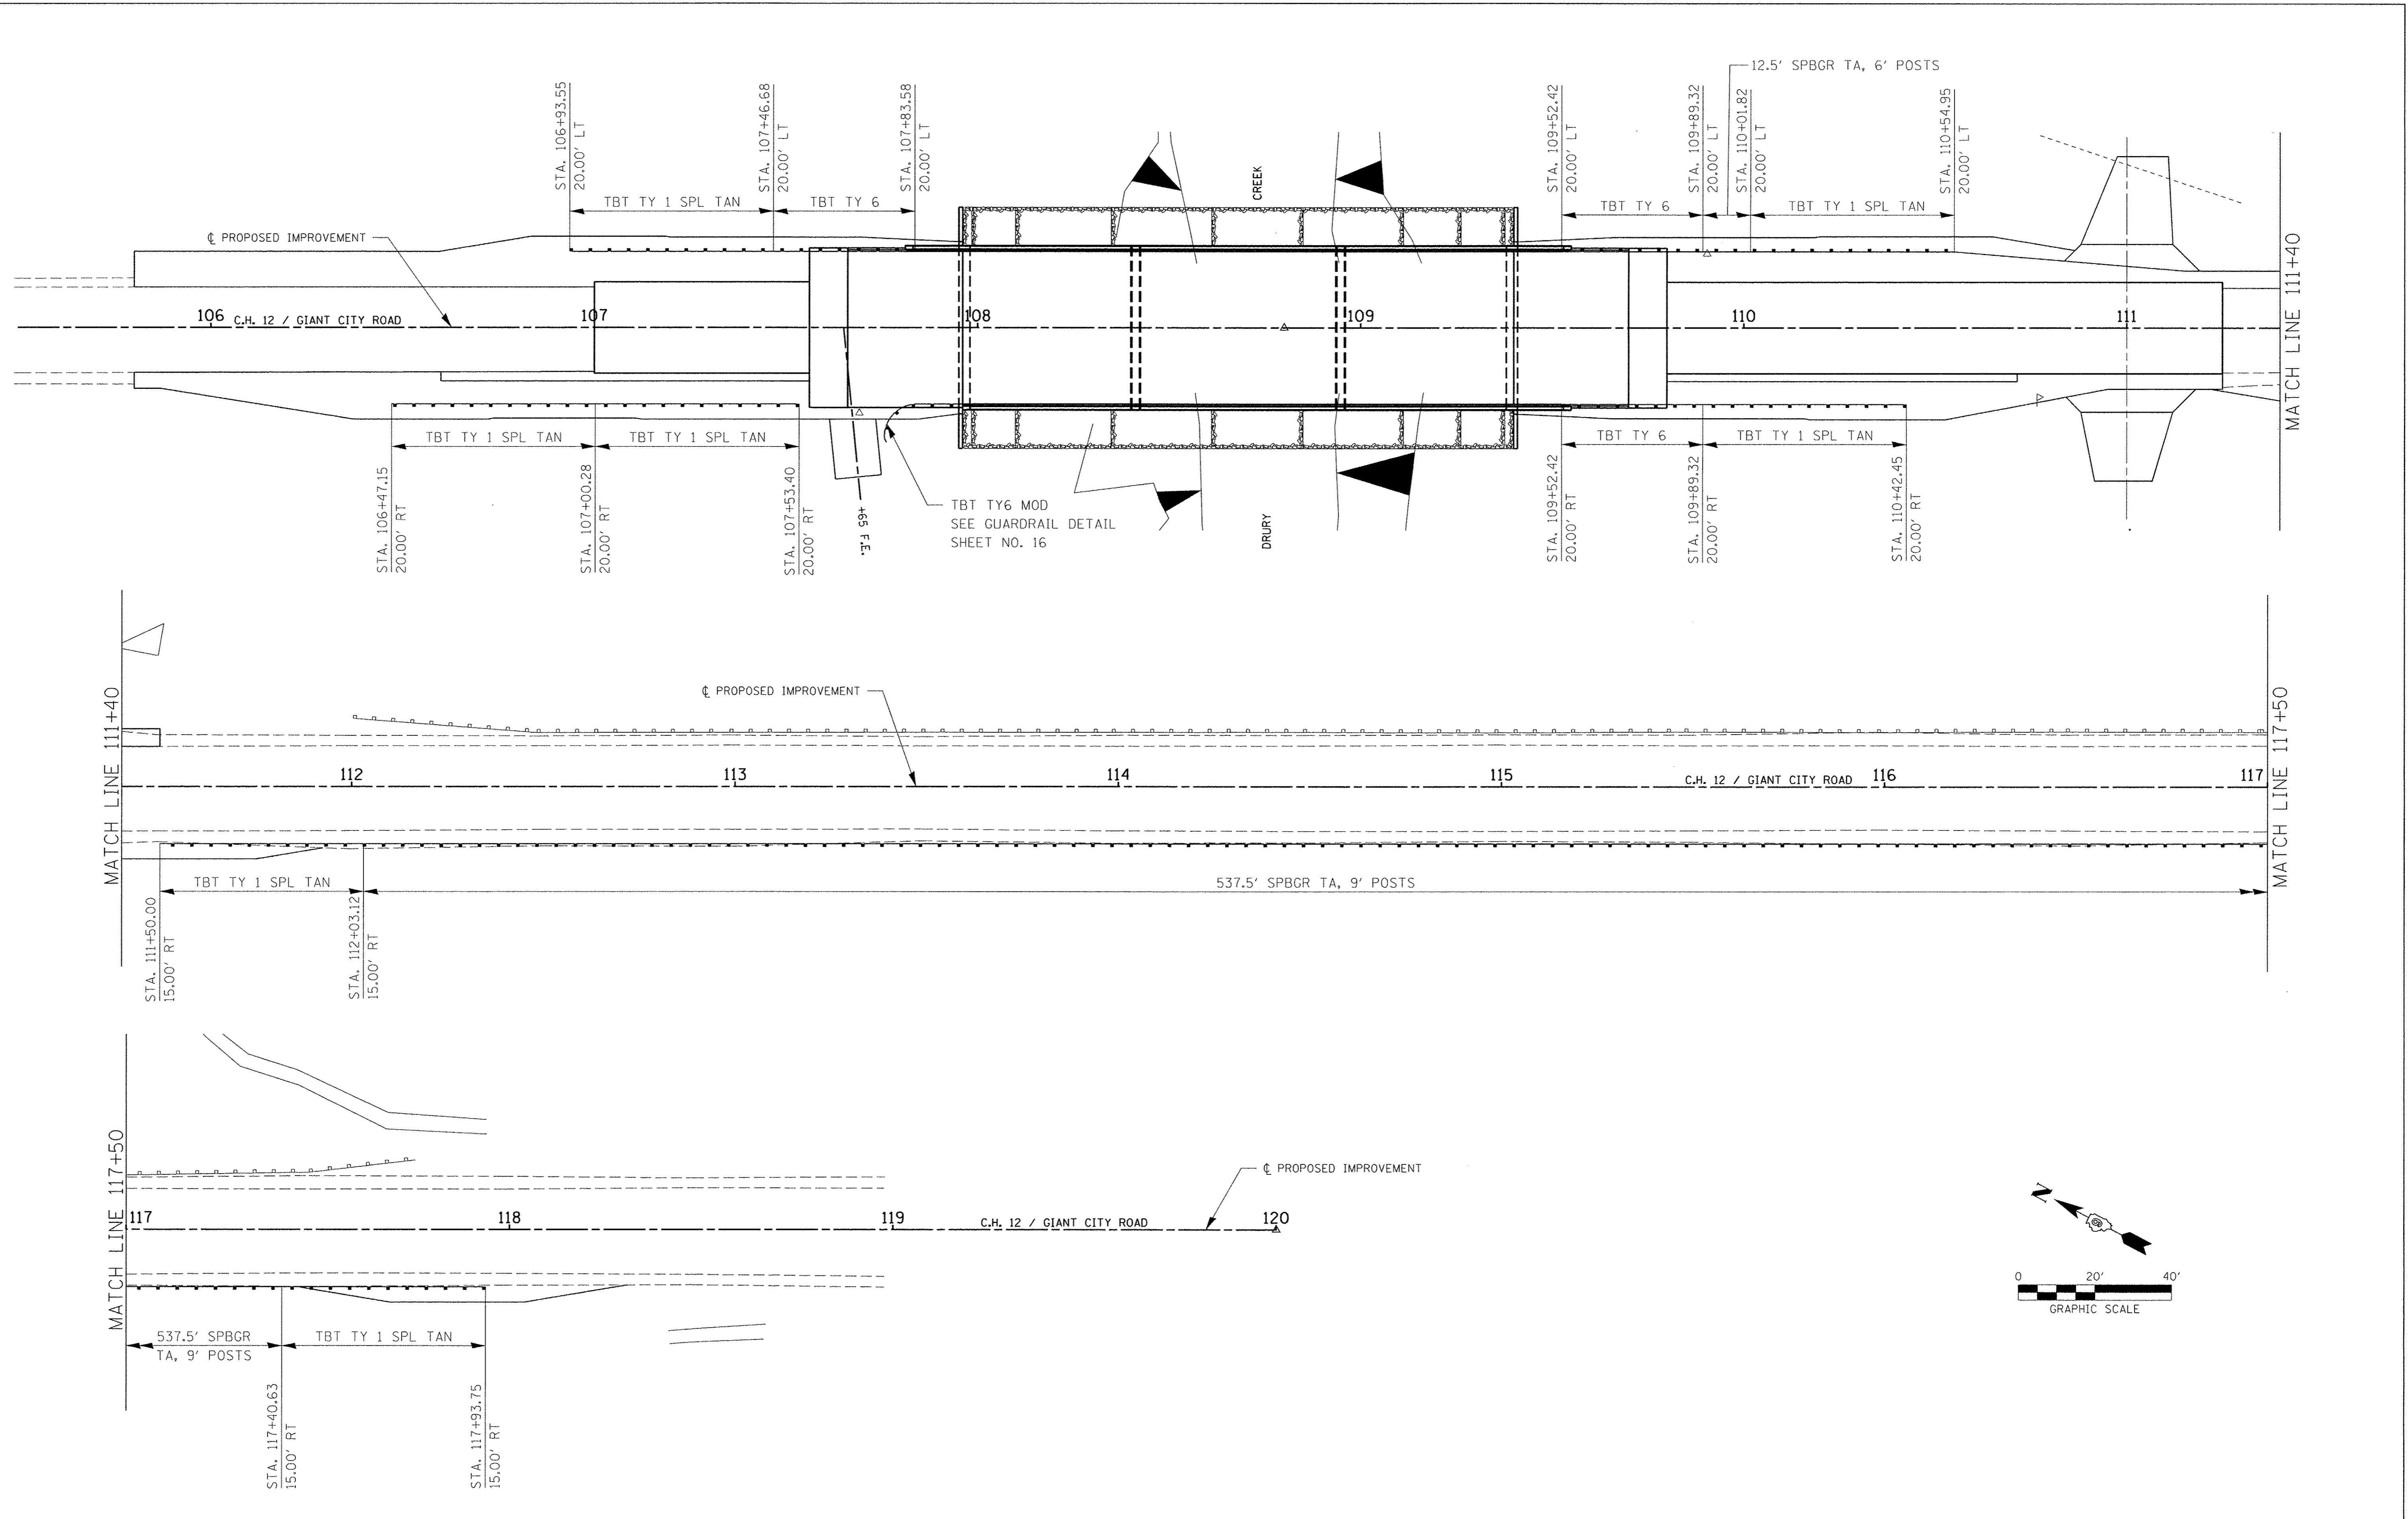 12.5' SPBGR TA, 6' POSTS
STA. 106+93.55
20.00' LT
STA. 107+46.68
20.00' LT
STA. 107+83.58
20.00' LT
STA. 109+52.42
20.00' LT
STA. 109+89.32
20.00' LT
STA. 110+01.82
20.00' LT
STA. 110+54.95
20.00' LT
TBT TY 1 SPL TAN
TBT TY 6
CREEK
TBT TY 6
TBT TY 1 SPL TAN
℄ PROPOSED IMPROVEMENT
106
C.H. 12 / GIANT CITY ROAD
107
108
109
110
111
MATCH LINE 111+40
TBT TY 1 SPL TAN
TBT TY 1 SPL TAN
TBT TY 6
TBT TY 1 SPL TAN
STA. 106+47.15
20.00' RT
STA. 107+00.28
20.00' RT
STA. 107+53.40
20.00' RT
+65 F.E.
TBT TY6 MOD
SEE GUARDRAIL DETAIL
SHEET NO. 16
DRURY
STA. 109+52.42
20.00' RT
STA. 109+89.32
20.00' RT
STA. 110+42.45
20.00' RT
MATCH LINE 111+40
℄ PROPOSED IMPROVEMENT
112
113
114
115
C.H. 12 / GIANT CITY ROAD
116
117
MATCH LINE 117+50
TBT TY 1 SPL TAN
537.5' SPBGR TA, 9' POSTS
STA. 111+50.00
15.00' RT
STA. 112+03.12
15.00' RT
MATCH LINE 117+50
℄ PROPOSED IMPROVEMENT
117
118
119
C.H. 12 / GIANT CITY ROAD
120
537.5' SPBGR
TA, 9' POSTS
TBT TY 1 SPL TAN
STA. 117+40.63
15.00' RT
STA. 117+93.75
15.00' RT
N
0 20' 40'
GRAPHIC SCALE